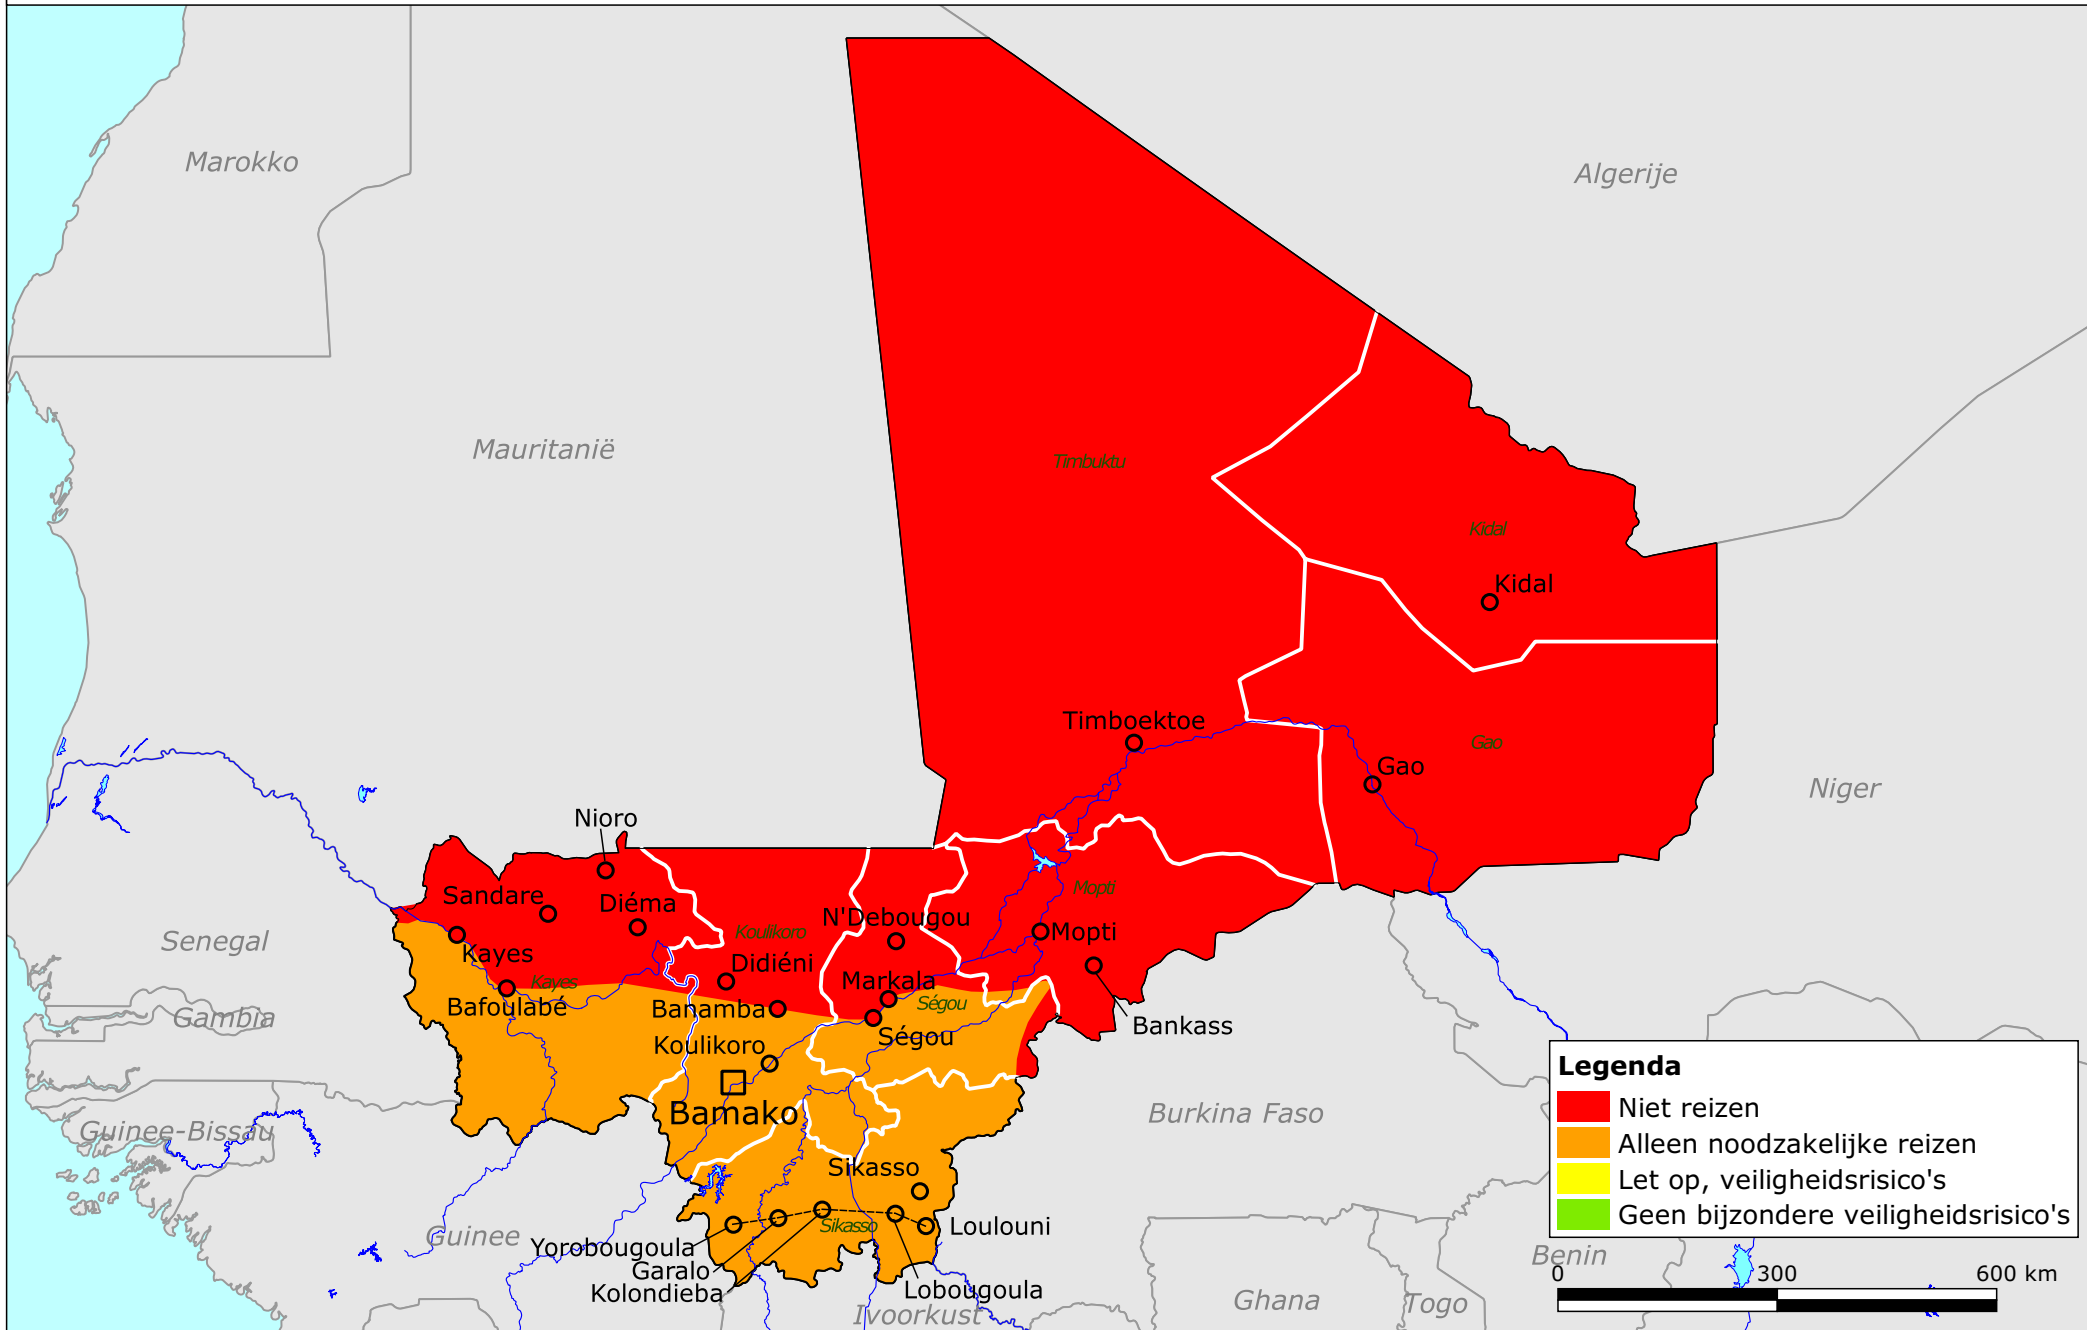 Marokko
Algerije
Mauritanië
Timbuktu
Kidal
Kidal
Timboektoe
Gao
Gao
Niger
Nioro
Sandare
Diéma
Mopti
N'Debougou
Koulikoro
Mopti
Senegal
Kayes
Didiéni
Kayes
Markala
Bafoulabé
Banamba
Ségou
Gambia
Ségou
Bankass
Koulikoro
Bamako
Burkina Faso
Guinee-Bissau
Sikasso
Guinee
Sikasso
Loulouni
Yorobougoula
Garalo
Kolondieba
Lobougoula
Ivoorkust
Ghana
Togo
Benin
Legenda
Niet reizen
Alleen noodzakelijke reizen
Let op, veiligheidsrisico's
Geen bijzondere veiligheidsrisico's
0 300 600 km